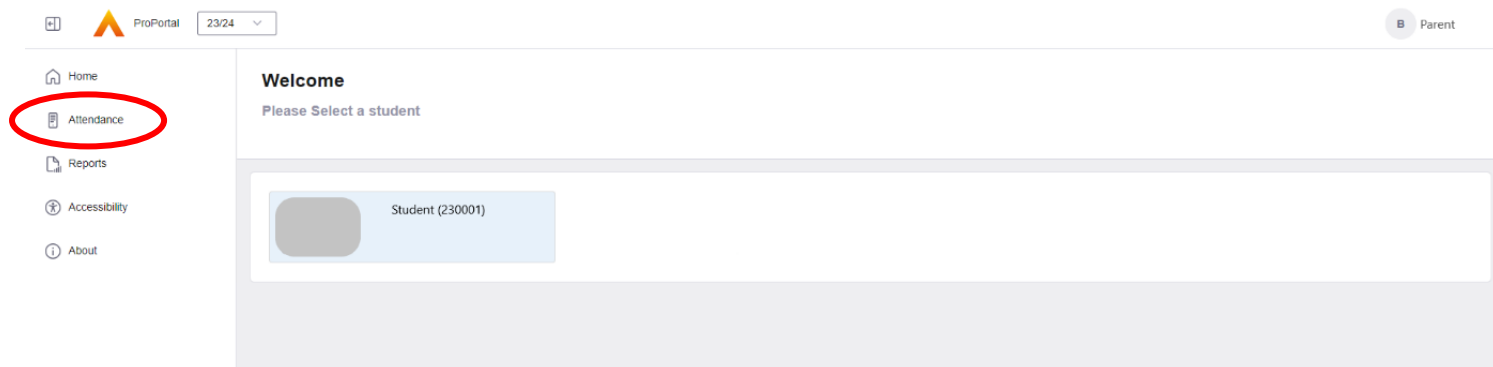 ProPortal 23/24 B Parent
Home
Attendance
Reports
Accessibility
About
Welcome
Please Select a student
Student (230001)